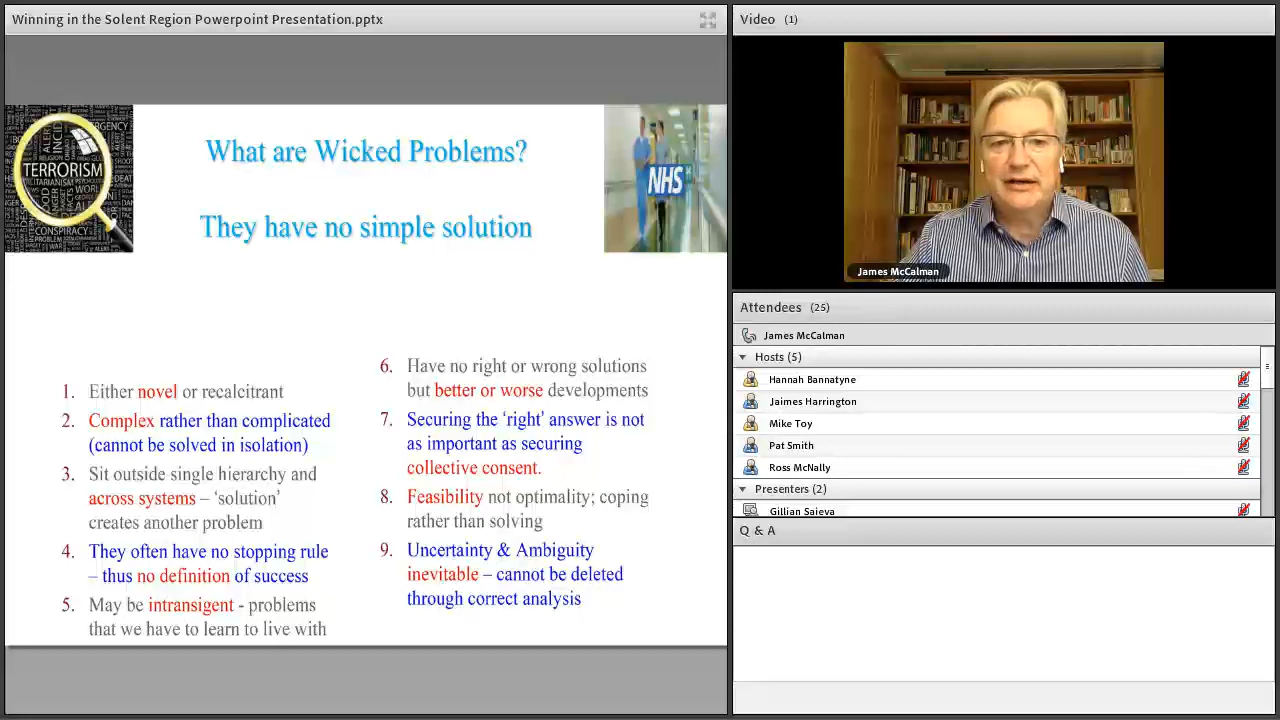 Winning in the Solent Region Powerpoint Presentation.pptx
TERRORISM
CONSPIRACY
What are Wicked Problems?
They have no simple solution
NHS
1. Either novel or recalcitrant
2. Complex rather than complicated
(cannot be solved in isolation)
3. Sit outside single hierarchy and
across systems – ‘solution’
creates another problem
4. They often have no stopping rule
– thus no definition of success
5. May be intransigent - problems
that we have to learn to live with
6. Have no right or wrong solutions
but better or worse developments
7. Securing the ‘right’ answer is not
as important as securing
collective consent.
8. Feasibility not optimality; coping
rather than solving
9. Uncertainty & Ambiguity
inevitable – cannot be deleted
through correct analysis
Video (1)
James McCalman
Attendees (25)
James McCalman
Hosts (5)
Hannah Bannatyne
Jaimes Harrington
Mike Toy
Pat Smith
Ross McNally
Presenters (2)
Gillian Saieva
Q & A